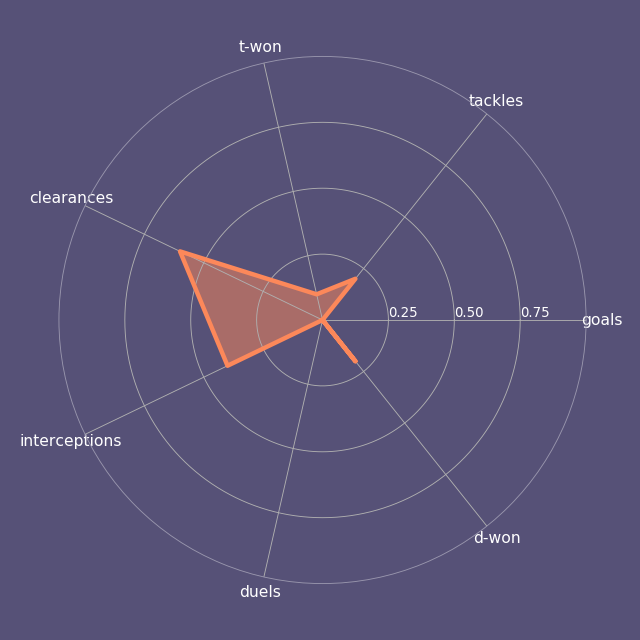 t-won
tackles
clearances
0.25 0.50 0.75
goals
interceptions
d-won
duels